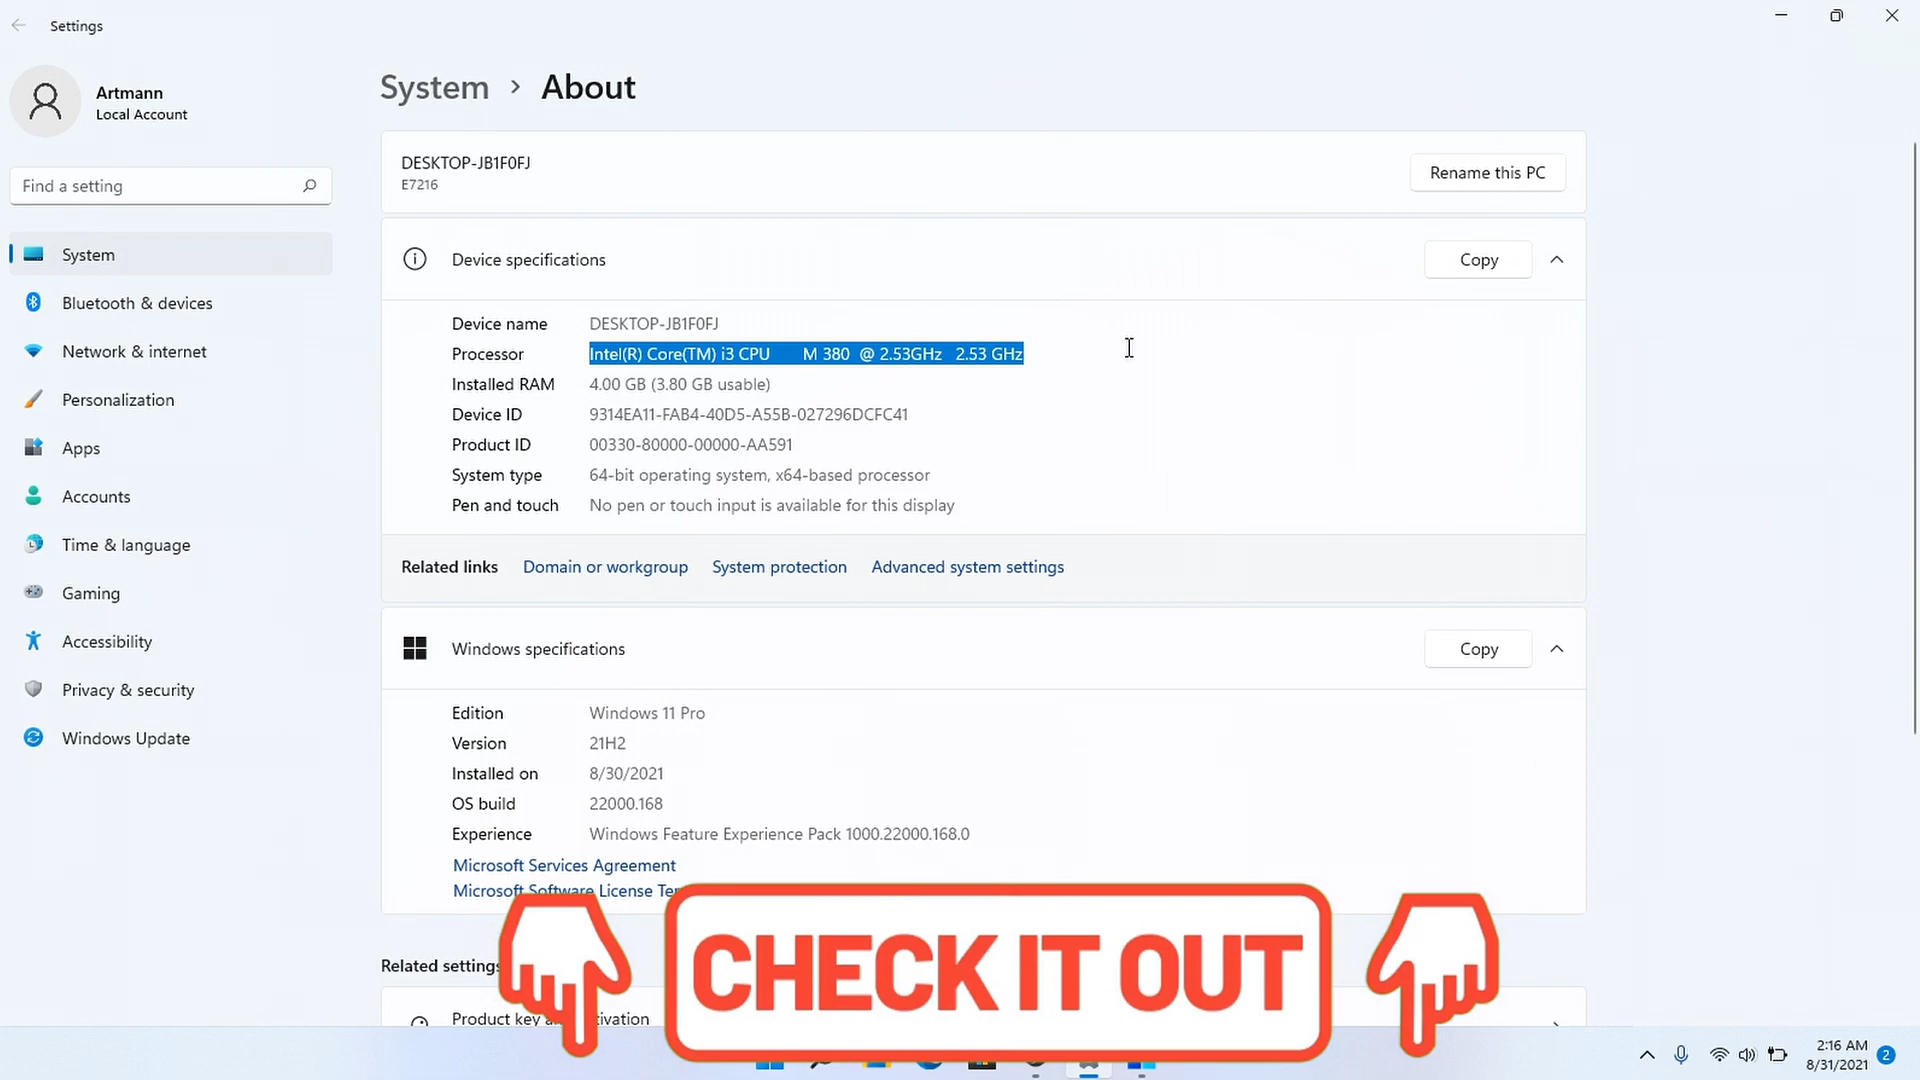 Settings
Artmann
Local Account
Find a setting
System
Bluetooth & devices
Network & internet
Personalization
Apps
Accounts
Time & language
Gaming
Accessibility
Privacy & security
Windows Update
System > About
DESKTOP-JB1F0FJ
E7216
Rename this PC
Device specifications
Copy
Device name DESKTOP-JB1F0FJ
Processor Intel(R) Core(TM) i3 CPU M 380 @ 2.53GHz 2.53 GHz
Installed RAM 4.00 GB (3.80 GB usable)
Device ID 9314EA11-FAB4-40D5-A55B-027296DCFC41
Product ID 00330-80000-00000-AA591
System type 64-bit operating system, x64-based processor
Pen and touch No pen or touch input is available for this display
Related links Domain or workgroup System protection Advanced system settings
Windows specifications
Copy
Edition Windows 11 Pro
Version 21H2
Installed on 8/30/2021
OS build 22000.168
Experience Windows Feature Experience Pack 1000.22000.168.0
Microsoft Services Agreement
Microsoft Software License
Related settings
Product key
CHECK IT OUT
2:16 AM
8/31/2021
2